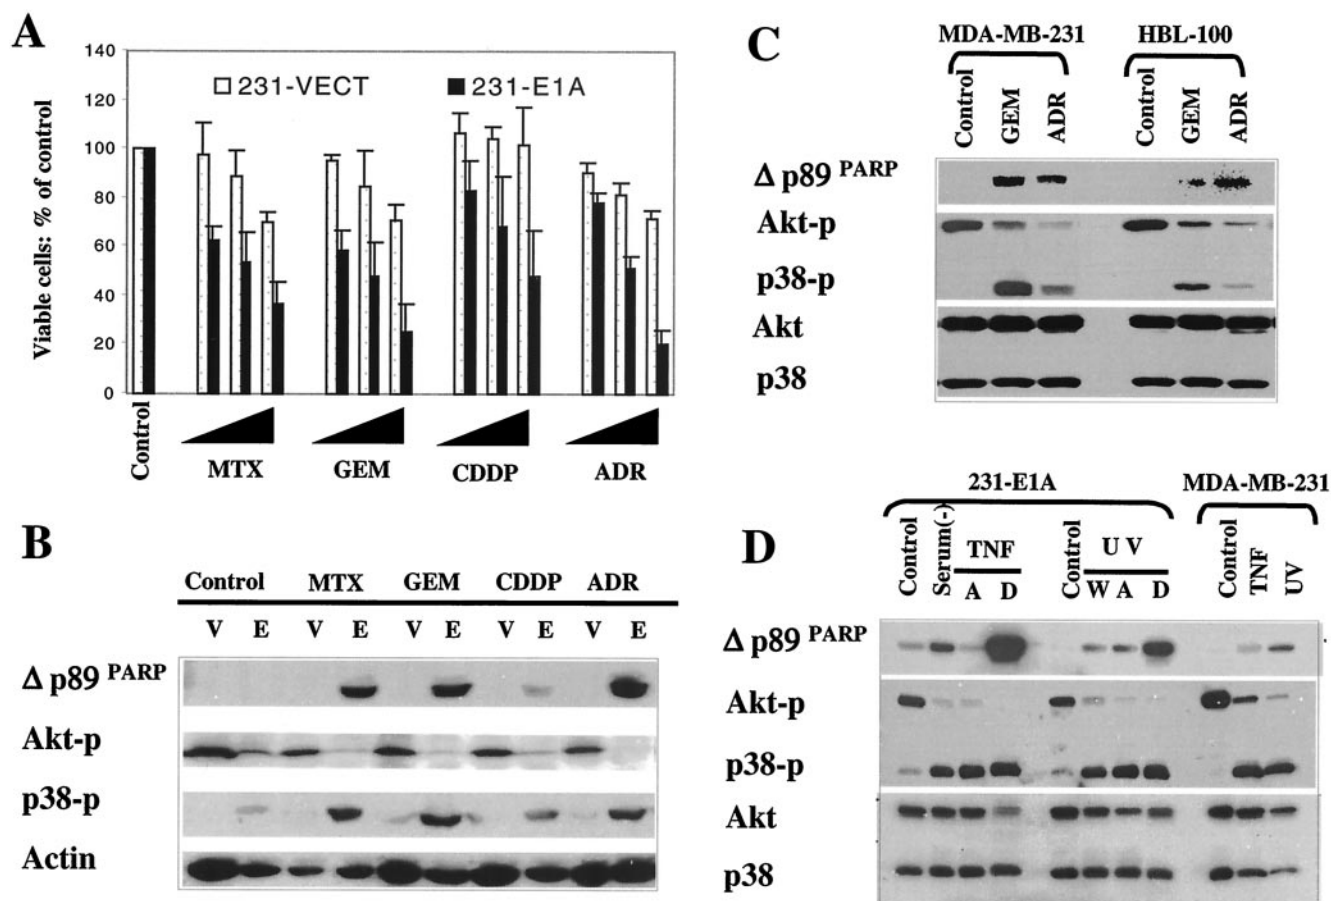 A
140
120
100
80
60
40
20
0
Viable cells: % of control
231-VECT
231-E1A
Control
MTX
GEM
CDDP
ADR
B
Control MTX GEM CDDP ADR
V E V E V E V E V E
Δ p89 PARP
Akt-p
p38-p
Actin
C
MDA-MB-231 HBL-100
Control GEM ADR Control GEM ADR
Δ p89 PARP
Akt-p
p38-p
Akt
p38
D
231-E1A MDA-MB-231
Control Serum(-) TNF Control U V Control TNF UV
A D W A D
Δ p89 PARP
Akt-p
p38-p
Akt
p38